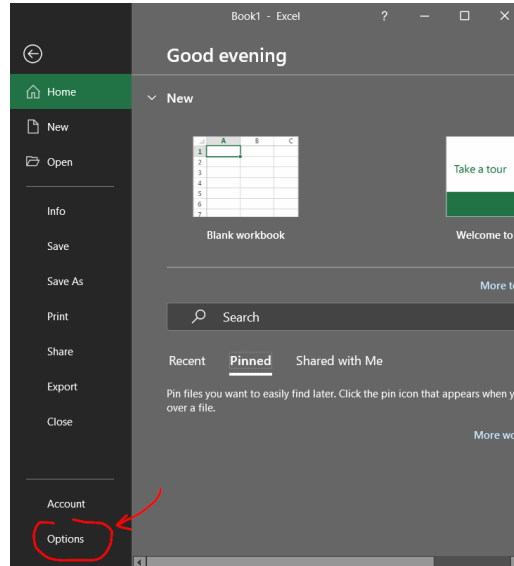 Book1 - Excel ?
Good evening
Home
New
Open
Info
Save
Save As
Print
Share
Export
Close
Account
Options
New
A B C
1
2
3
4
5
6
7
Blank workbook
Take a tour
Welcome to
More
Search
Recent Pinned Shared with Me
Pin files you want to easily find later. Click the pin icon that appears when
over a file.
More